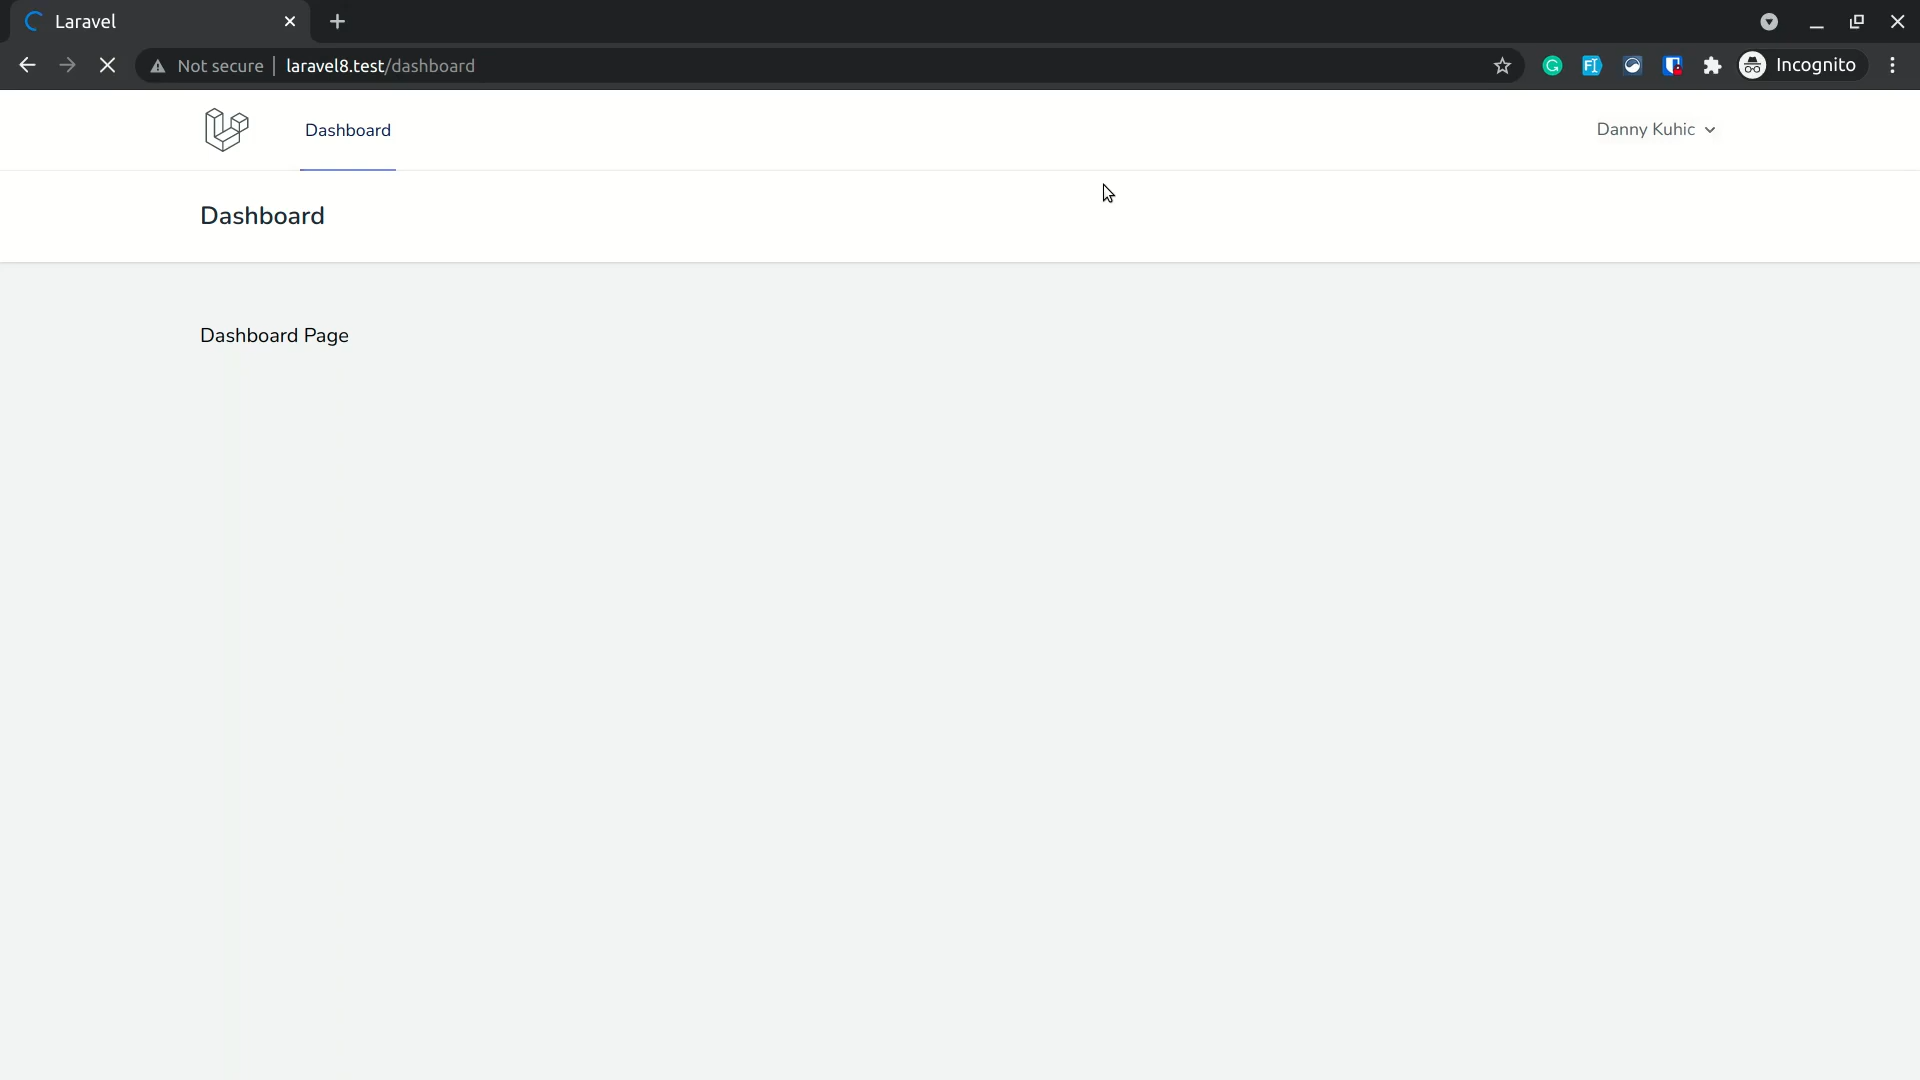 Laravel
Not secure | laravel8.test/dashboard
Incognito
Dashboard
Danny Kuhic
Dashboard
Dashboard Page